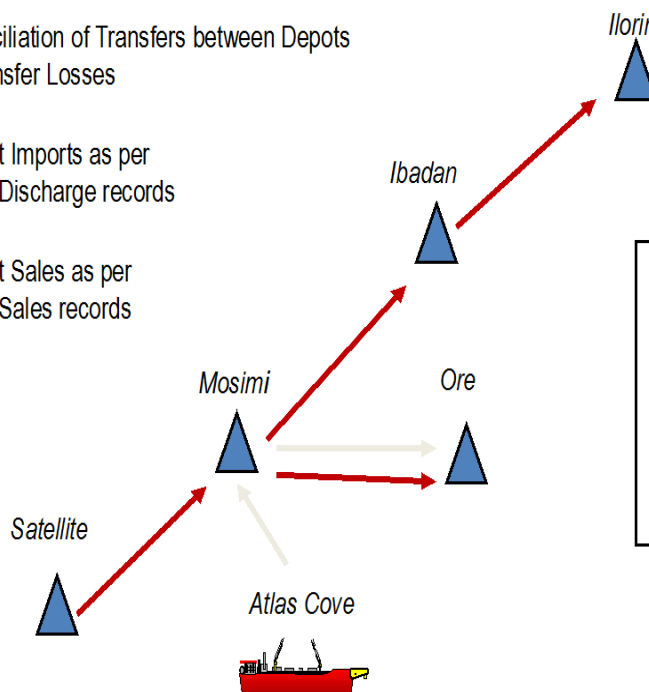 ciliation of Transfers between Depots
nsfer Losses
t Imports as per
Discharge records
t Sales as per
Sales records
Ilorin
Ibadan
Mosimi
Ore
Satellite
Atlas Cove